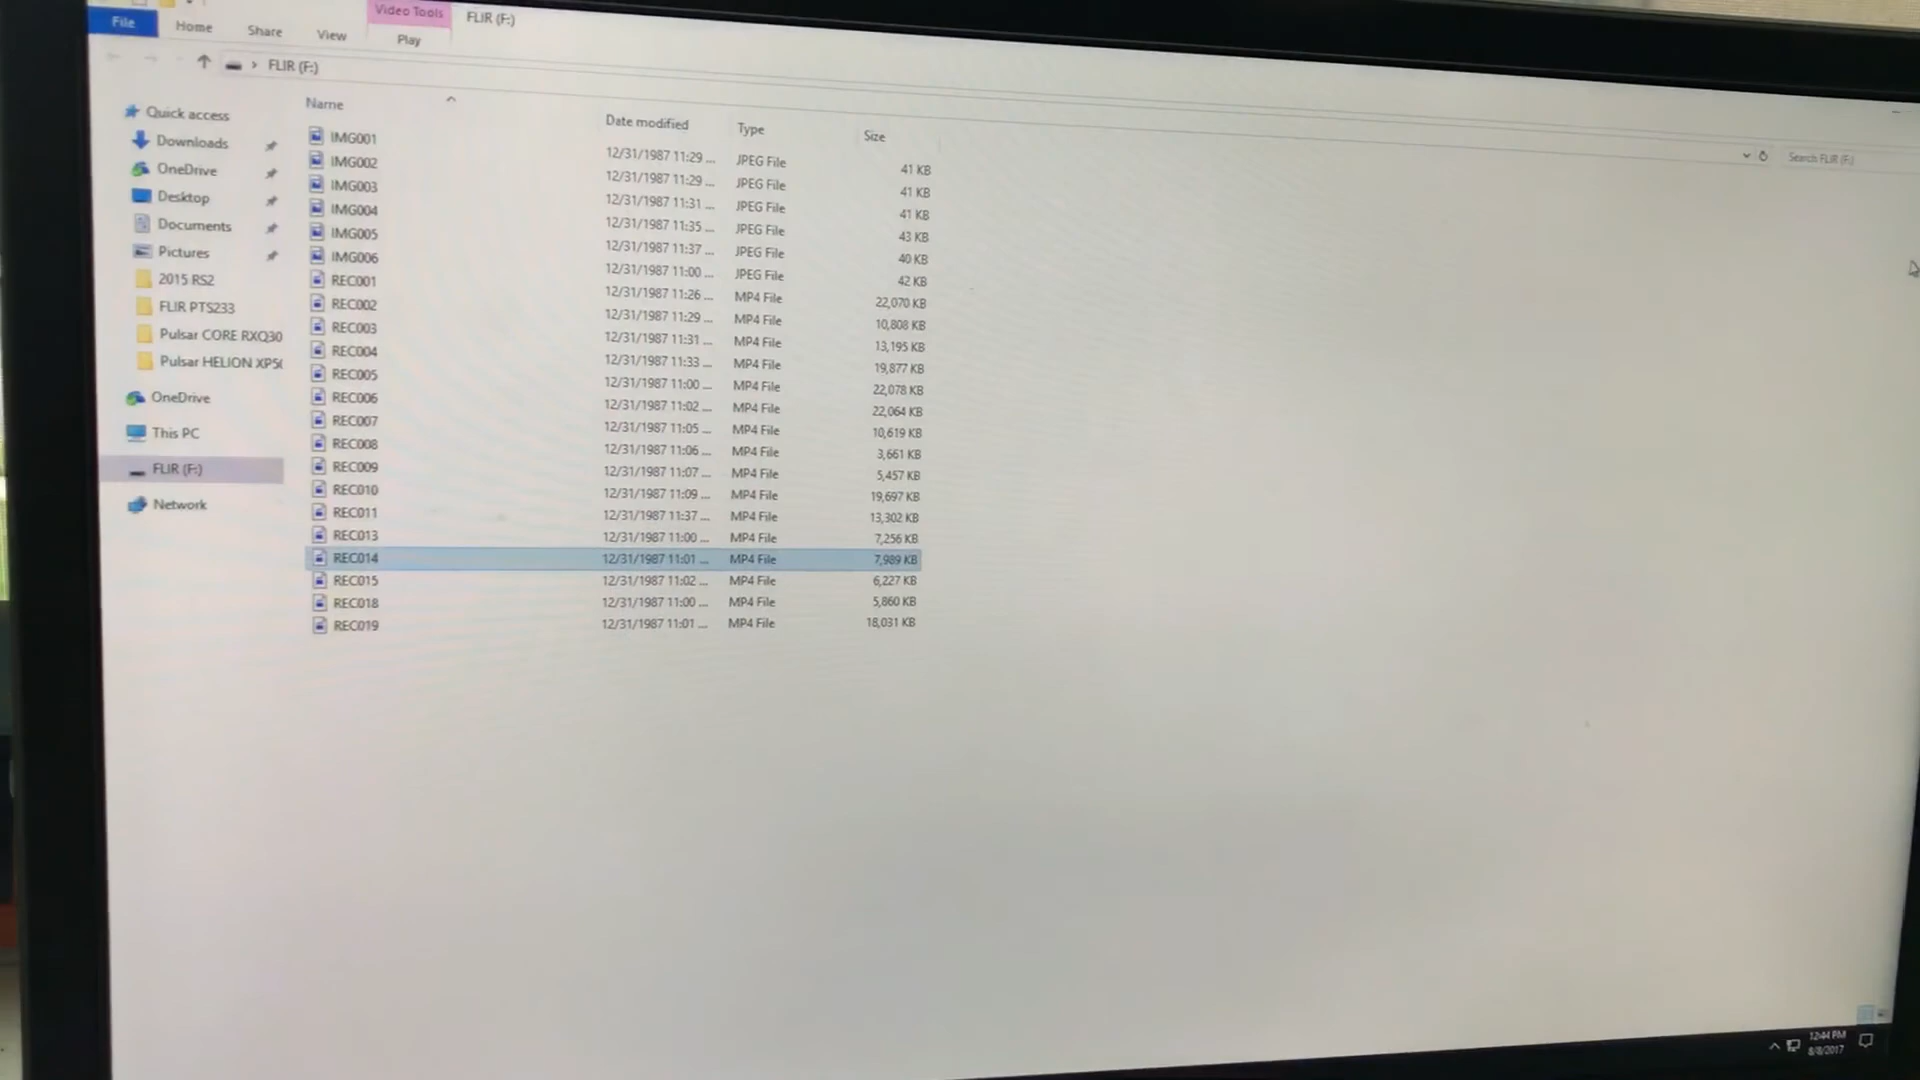 Video Tools FLIR (F:)
File Home Share View Play
FLIR (F:)
Search FLIR (F:)
Name Date modified Type Size
Quick access
Downloads
OneDrive
Desktop
Documents
Pictures
2015 RS2
FLIR PTS233
Pulsar CORE RXQ30
Pulsar HELION XP50
OneDrive
This PC
FLIR (F:)
Network
IMG001 12/31/1987 11:29 ... JPEG File 41 KB
IMG002 12/31/1987 11:29 ... JPEG File 41 KB
IMG003 12/31/1987 11:31 ... JPEG File 41 KB
IMG004 12/31/1987 11:35 ... JPEG File 43 KB
IMG005 12/31/1987 11:37 ... JPEG File 40 KB
IMG006 12/31/1987 11:00 ... JPEG File 42 KB
REC001 12/31/1987 11:26 ... MP4 File 22,070 KB
REC002 12/31/1987 11:29 ... MP4 File 10,808 KB
REC003 12/31/1987 11:31 ... MP4 File 13,195 KB
REC004 12/31/1987 11:33 ... MP4 File 19,877 KB
REC005 12/31/1987 11:00 ... MP4 File 22,078 KB
REC006 12/31/1987 11:02 ... MP4 File 22,064 KB
REC007 12/31/1987 11:05 ... MP4 File 10,619 KB
REC008 12/31/1987 11:06 ... MP4 File 3,661 KB
REC009 12/31/1987 11:07 ... MP4 File 5,457 KB
REC010 12/31/1987 11:09 ... MP4 File 19,697 KB
REC011 12/31/1987 11:37 ... MP4 File 13,302 KB
REC013 12/31/1987 11:00 ... MP4 File 7,256 KB
REC014 12/31/1987 11:01 ... MP4 File 7,989 KB
REC015 12/31/1987 11:02 ... MP4 File 6,227 KB
REC018 12/31/1987 11:00 ... MP4 File 5,860 KB
REC019 12/31/1987 11:01 ... MP4 File 18,031 KB
12:44 PM
8/8/2017